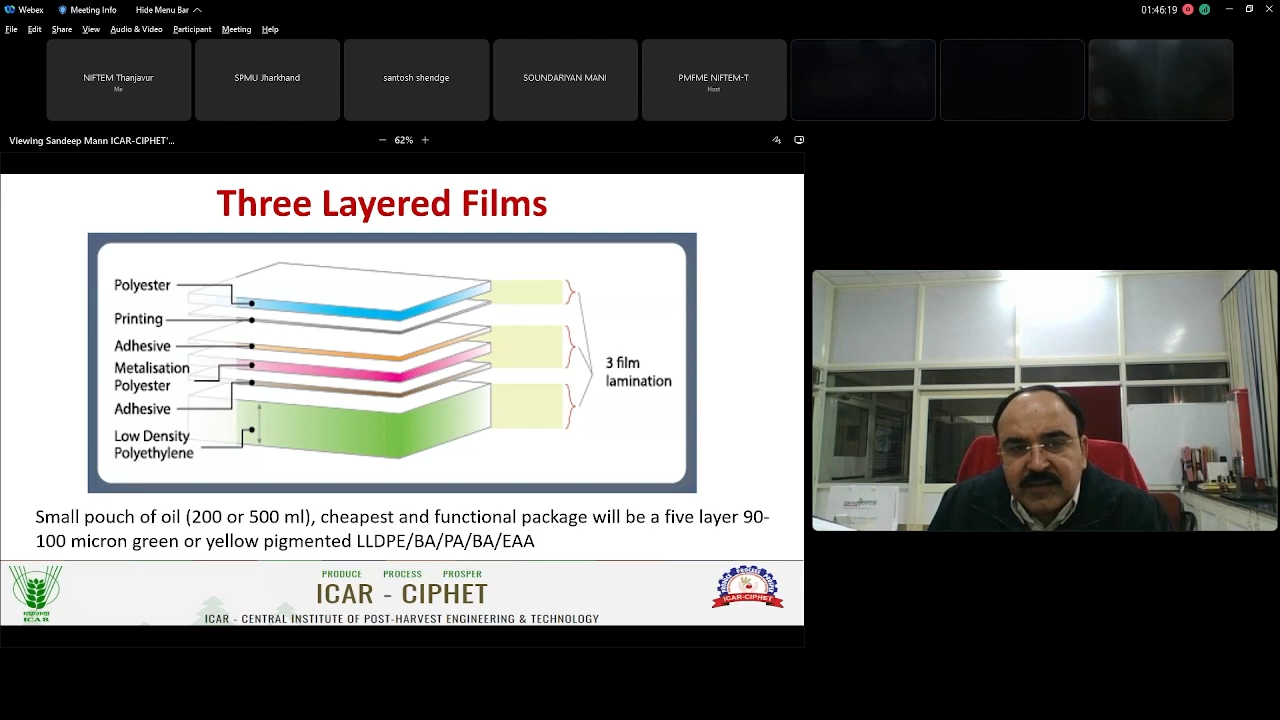 Webex
Meeting Info
Hide Menu Bar
01:46:19
File Edit Share View Audio & Video Participant Meeting Help
NIFTEM Thanjavur
Me
SPMU Jharkhand
santosh shendge
SOUNDARIYAN MANI
PMFME NIFTEM-T
Host
Viewing Sandeep Mann ICAR-CIPHET'...
62%
Three Layered Films
Polyester
Printing
Adhesive
Metalisation
Polyester
Adhesive
Low Density
Polyethylene
3 film
lamination
Small pouch of oil (200 or 500 ml), cheapest and functional package will be a five layer 90-
100 micron green or yellow pigmented LLDPE/BA/PA/BA/EAA
ICAR
PRODUCE PROCESS PROSPER
ICAR - CIPHET
ICAR - CENTRAL INSTITUTE OF POST-HARVEST ENGINEERING & TECHNOLOGY
ICAR-CIPHET